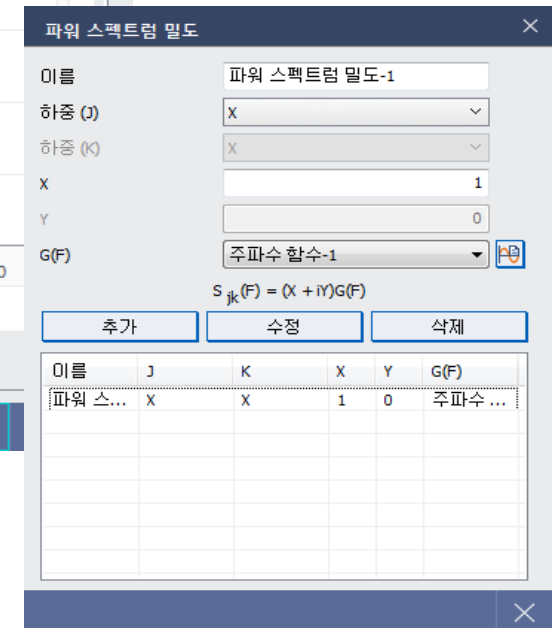 파워 스펙트럼 밀도
이름 파워 스펙트럼 밀도-1
하중 (J) X
하중 (K) X
X 1
Y 0
G(F) 주파수 함수-1
S jk(F) = (X + iY)G(F)
추가 수정 삭제
이름 J K X Y G(F)
파워 스... X X 1 0 주파수 ...
0